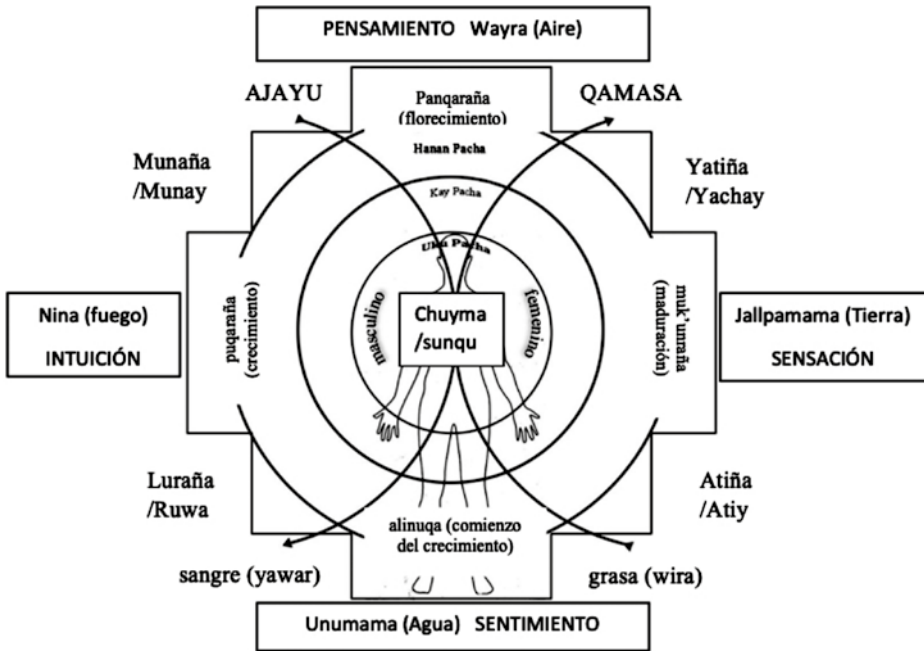 PENSAMIENTO Wayra (Aire)
AJAYU
QAMASA
Panqaraña
(florecimiento)
Hanan Pacha
Munaña
/Munay
Yatiña
/Yachay
Kay Pacha
Uku Pacha
masculino
femenino
Chuyma
/sunqu
Nina (fuego)
INTUICIÓN
puqaraña
(crecimiento)
muk'unraña
(maduración)
Jallpamama (Tierra)
SENSACIÓN
Luraña
/Ruwa
Atiña
/Atiy
alinuqa (comienzo
del crecimiento)
sangre (yawar)
grasa (wira)
Unumama (Agua) SENTIMIENTO